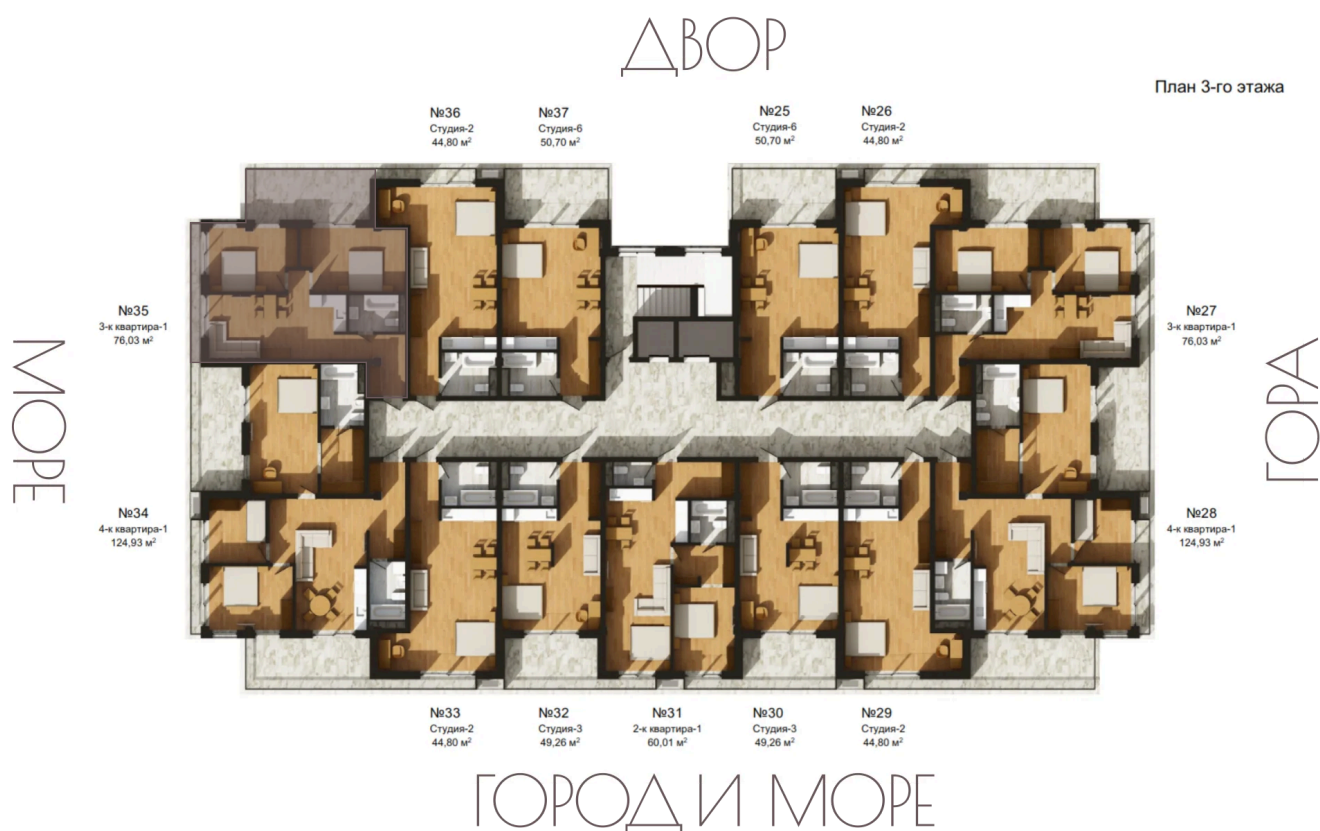 ДВОР
План 3-го этажа
№36
Студия-2
44,80 м²
№37
Студия-6
50,70 м²
№25
Студия-6
50,70 м²
№26
Студия-2
44,80 м²
№35
3-к квартира-1
76,03 м²
№27
3-к квартира-1
76,03 м²
МОРЕ
ГОРА
№34
4-к квартира-1
124,93 м²
№28
4-к квартира-1
124,93 м²
№33
Студия-2
44,80 м²
№32
Студия-3
49,26 м²
№31
2-к квартира-1
60,01 м²
№30
Студия-3
49,26 м²
№29
Студия-2
44,80 м²
ГОРОД И МОРЕ